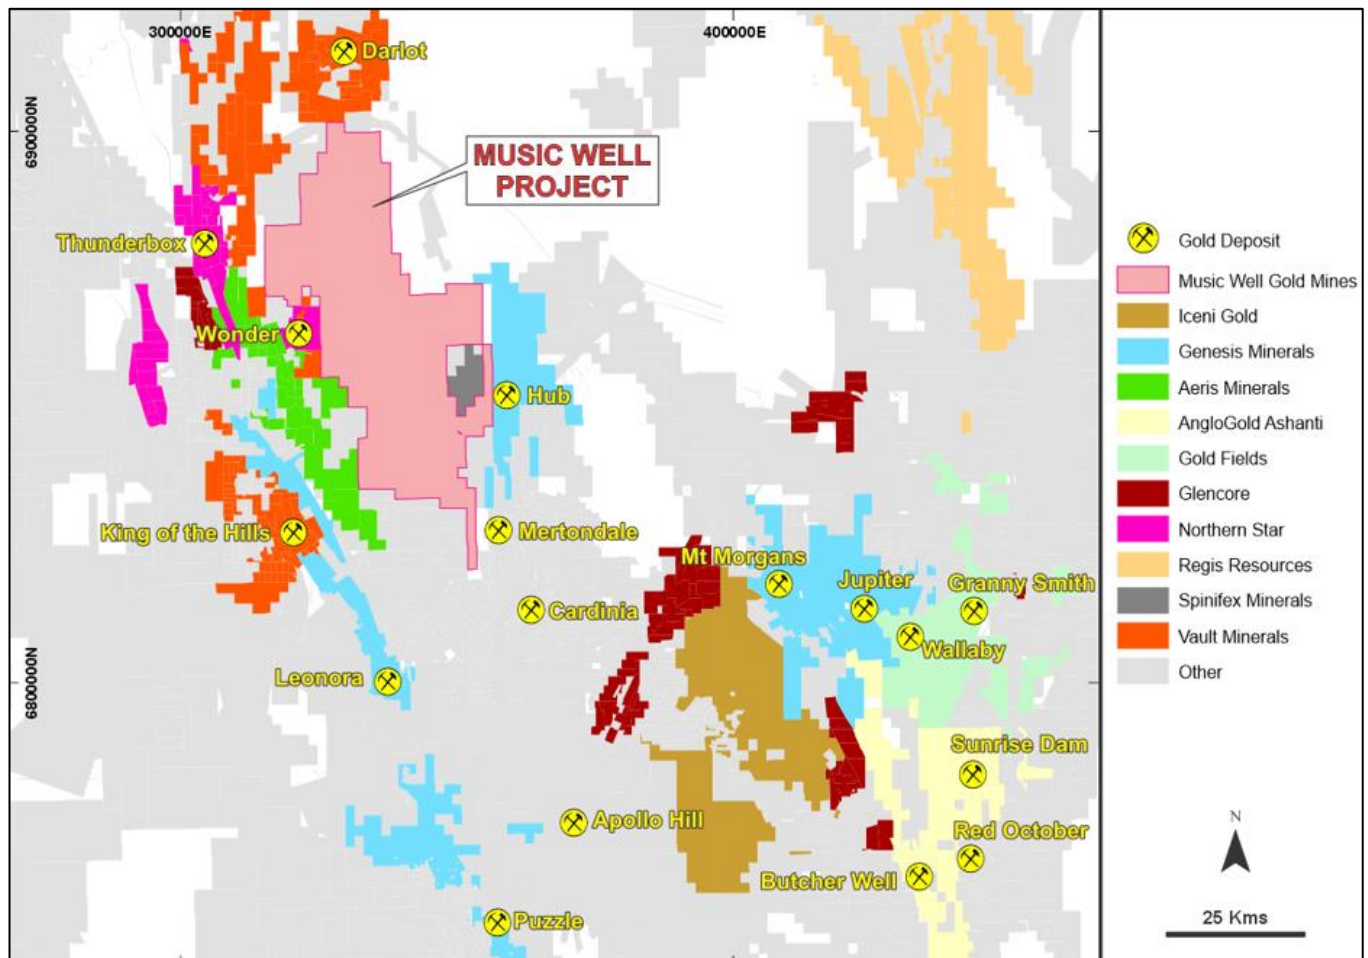 300000E
400000E
6900000N
6800000N
Darlot
MUSIC WELL
PROJECT
Thunderbox
Wonder
Hub
King of the Hills
Mertondale
Mt Morgans
Jupiter
Granny Smith
Cardinia
Wallaby
Leonora
Sunrise Dam
Apollo Hill
Red October
Butcher Well
Puzzle
Gold Deposit
Music Well Gold Mines
Iceni Gold
Genesis Minerals
Aeris Minerals
AngloGold Ashanti
Gold Fields
Glencore
Northern Star
Regis Resources
Spinifex Minerals
Vault Minerals
Other
N
25 Kms